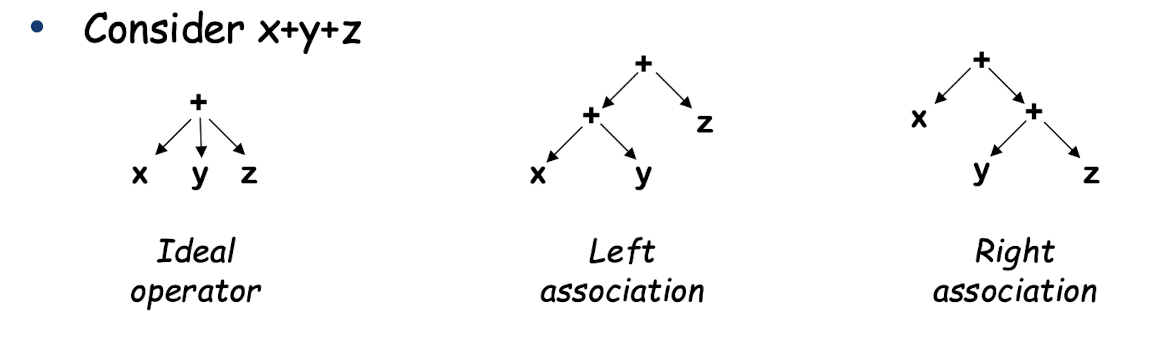 • Consider x+y+z
+
x y z
Ideal
operator
+
+ z
x y
Left
association
+
x +
y z
Right
association